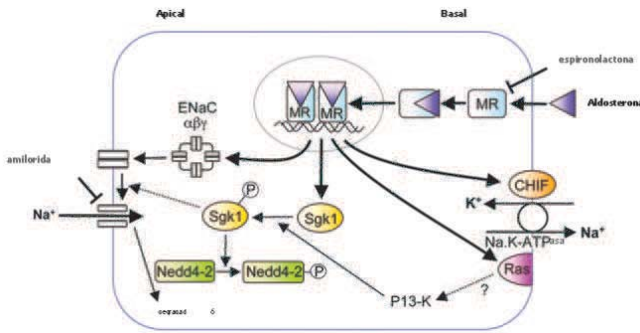 Apical
Basal
espironolactona
ENaC
αβγ
MR
MR
MR
Aldosterona
amilorida
CHIF
K⁺
P
Na⁺
Sgk1
Sgk1
Na.K-ATPasa
Na⁺
Nedd4-2
Nedd4-2
P
Ras
?
P13-K